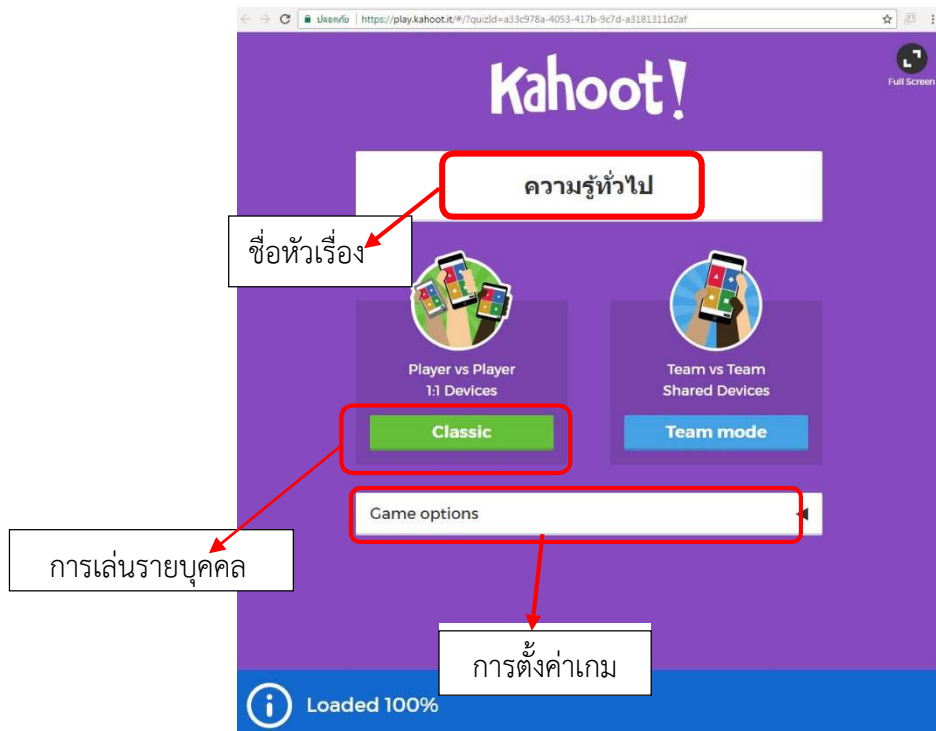 ปลอดภัย https://play.kahoot.it/#/?quizId=a33c978a-4053-417b-9c7d-a3181311d2af
Kahoot!
Full Screen
ความรู้ทั่วไป
ชื่อหัวเรื่อง
Player vs Player
1:1 Devices
Classic
Team vs Team
Shared Devices
Team mode
Game options
การเล่นรายบุคคล
การตั้งค่าเกม
Loaded 100%